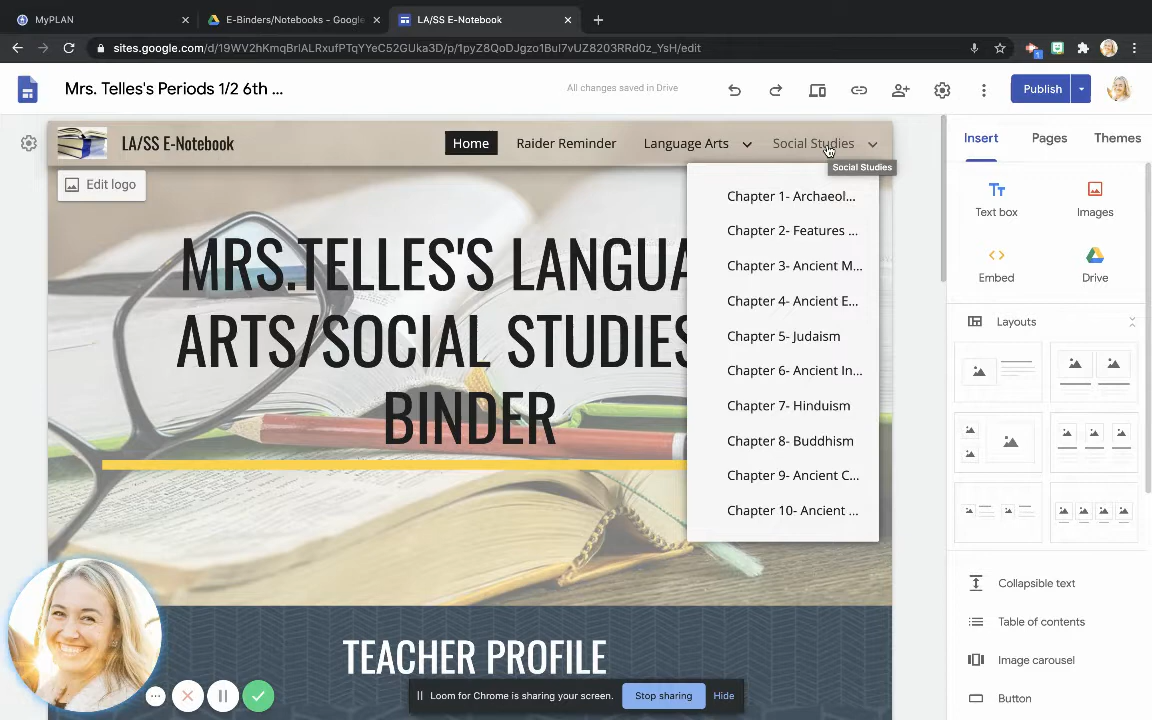 MyPLAN
E-Binders/Notebooks - Google
LA/SS E-Notebook
sites.google.com/d/19WV2hKmqBrlALRxufPTqYYeC52GUka3D/p/1pyZ8QoDJgzo1Bul7vUZ8203RRd0z_YsH/edit
Mrs. Telles's Periods 1/2 6th ...
All changes saved in Drive
Publish
LA/SS E-Notebook
Home
Raider Reminder
Language Arts
Social Studies
Insert
Pages
Themes
Social Studies
Edit logo
Chapter 1- Archaeol...
Chapter 2- Features ...
Chapter 3- Ancient M...
Chapter 4- Ancient E...
Chapter 5- Judaism
Chapter 6- Ancient In...
Chapter 7- Hinduism
Chapter 8- Buddhism
Chapter 9- Ancient C...
Chapter 10- Ancient ...
MRS.TELLES'S LANGUA
ARTS/SOCIAL STUDIES
BINDER
TEACHER PROFILE
Text box
Images
Embed
Drive
Layouts
Collapsible text
Table of contents
Image carousel
Button
Loom for Chrome is sharing your screen.
Stop sharing
Hide